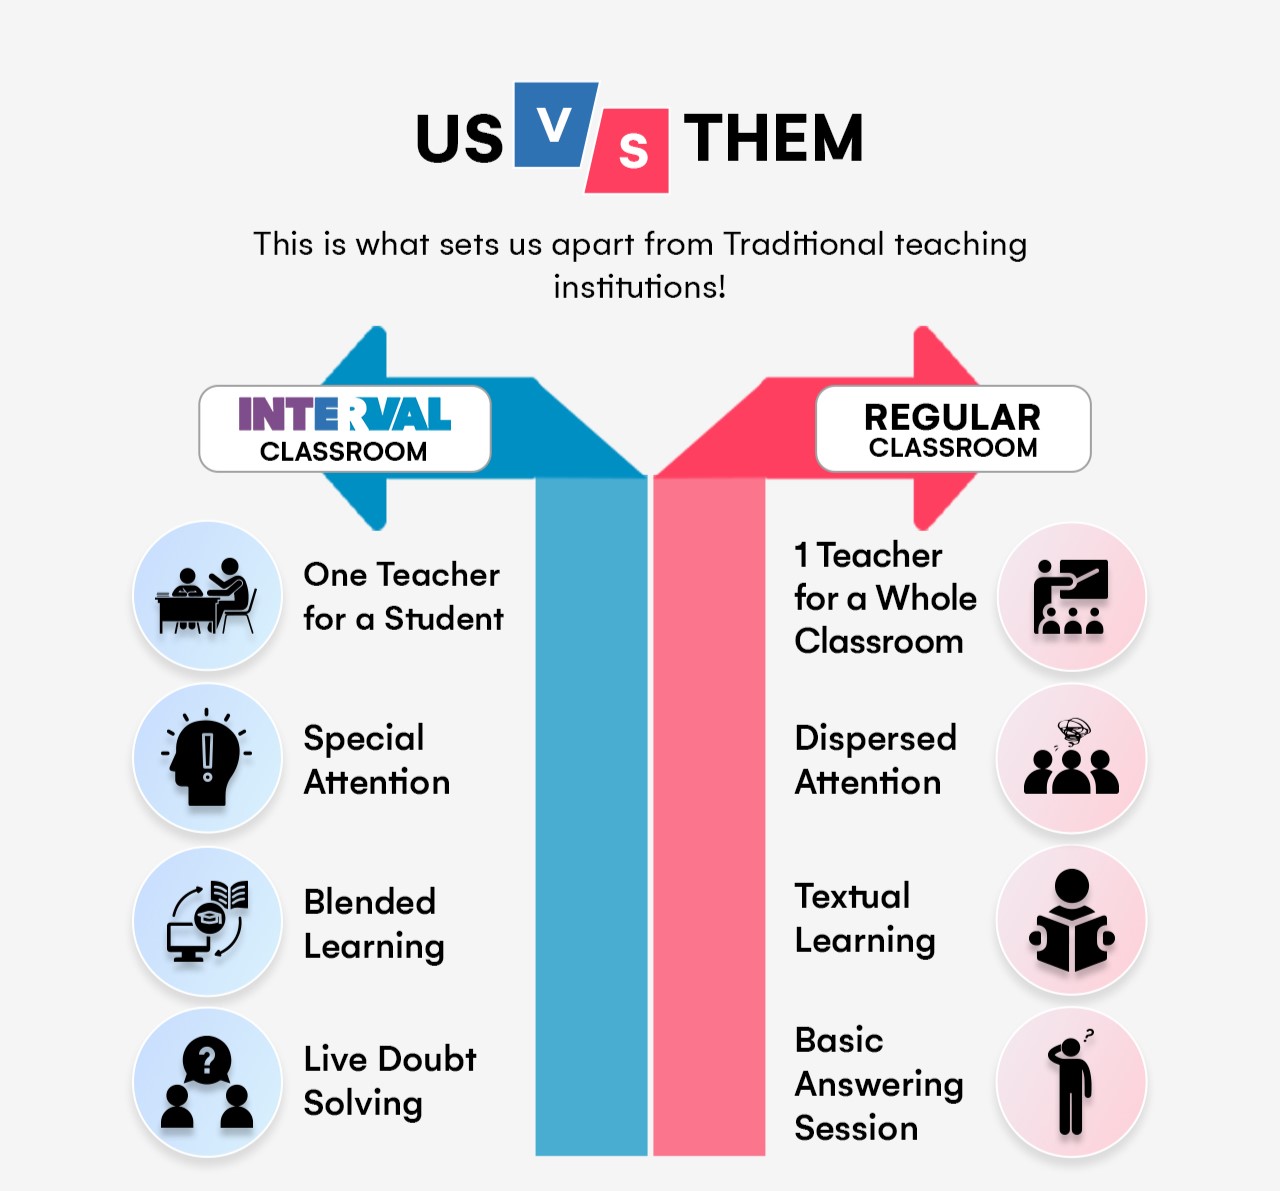 US Vs THEM
This is what sets us apart from Traditional teaching
institutions!
INTERVAL
CLASSROOM
One Teacher
for a Student
Special
Attention
Blended
Learning
?
Live Doubt
Solving
REGULAR
CLASSROOM
1 Teacher
for a Whole
Classroom
Dispersed
Attention
Textual
Learning
Basic
Answering
Session
?